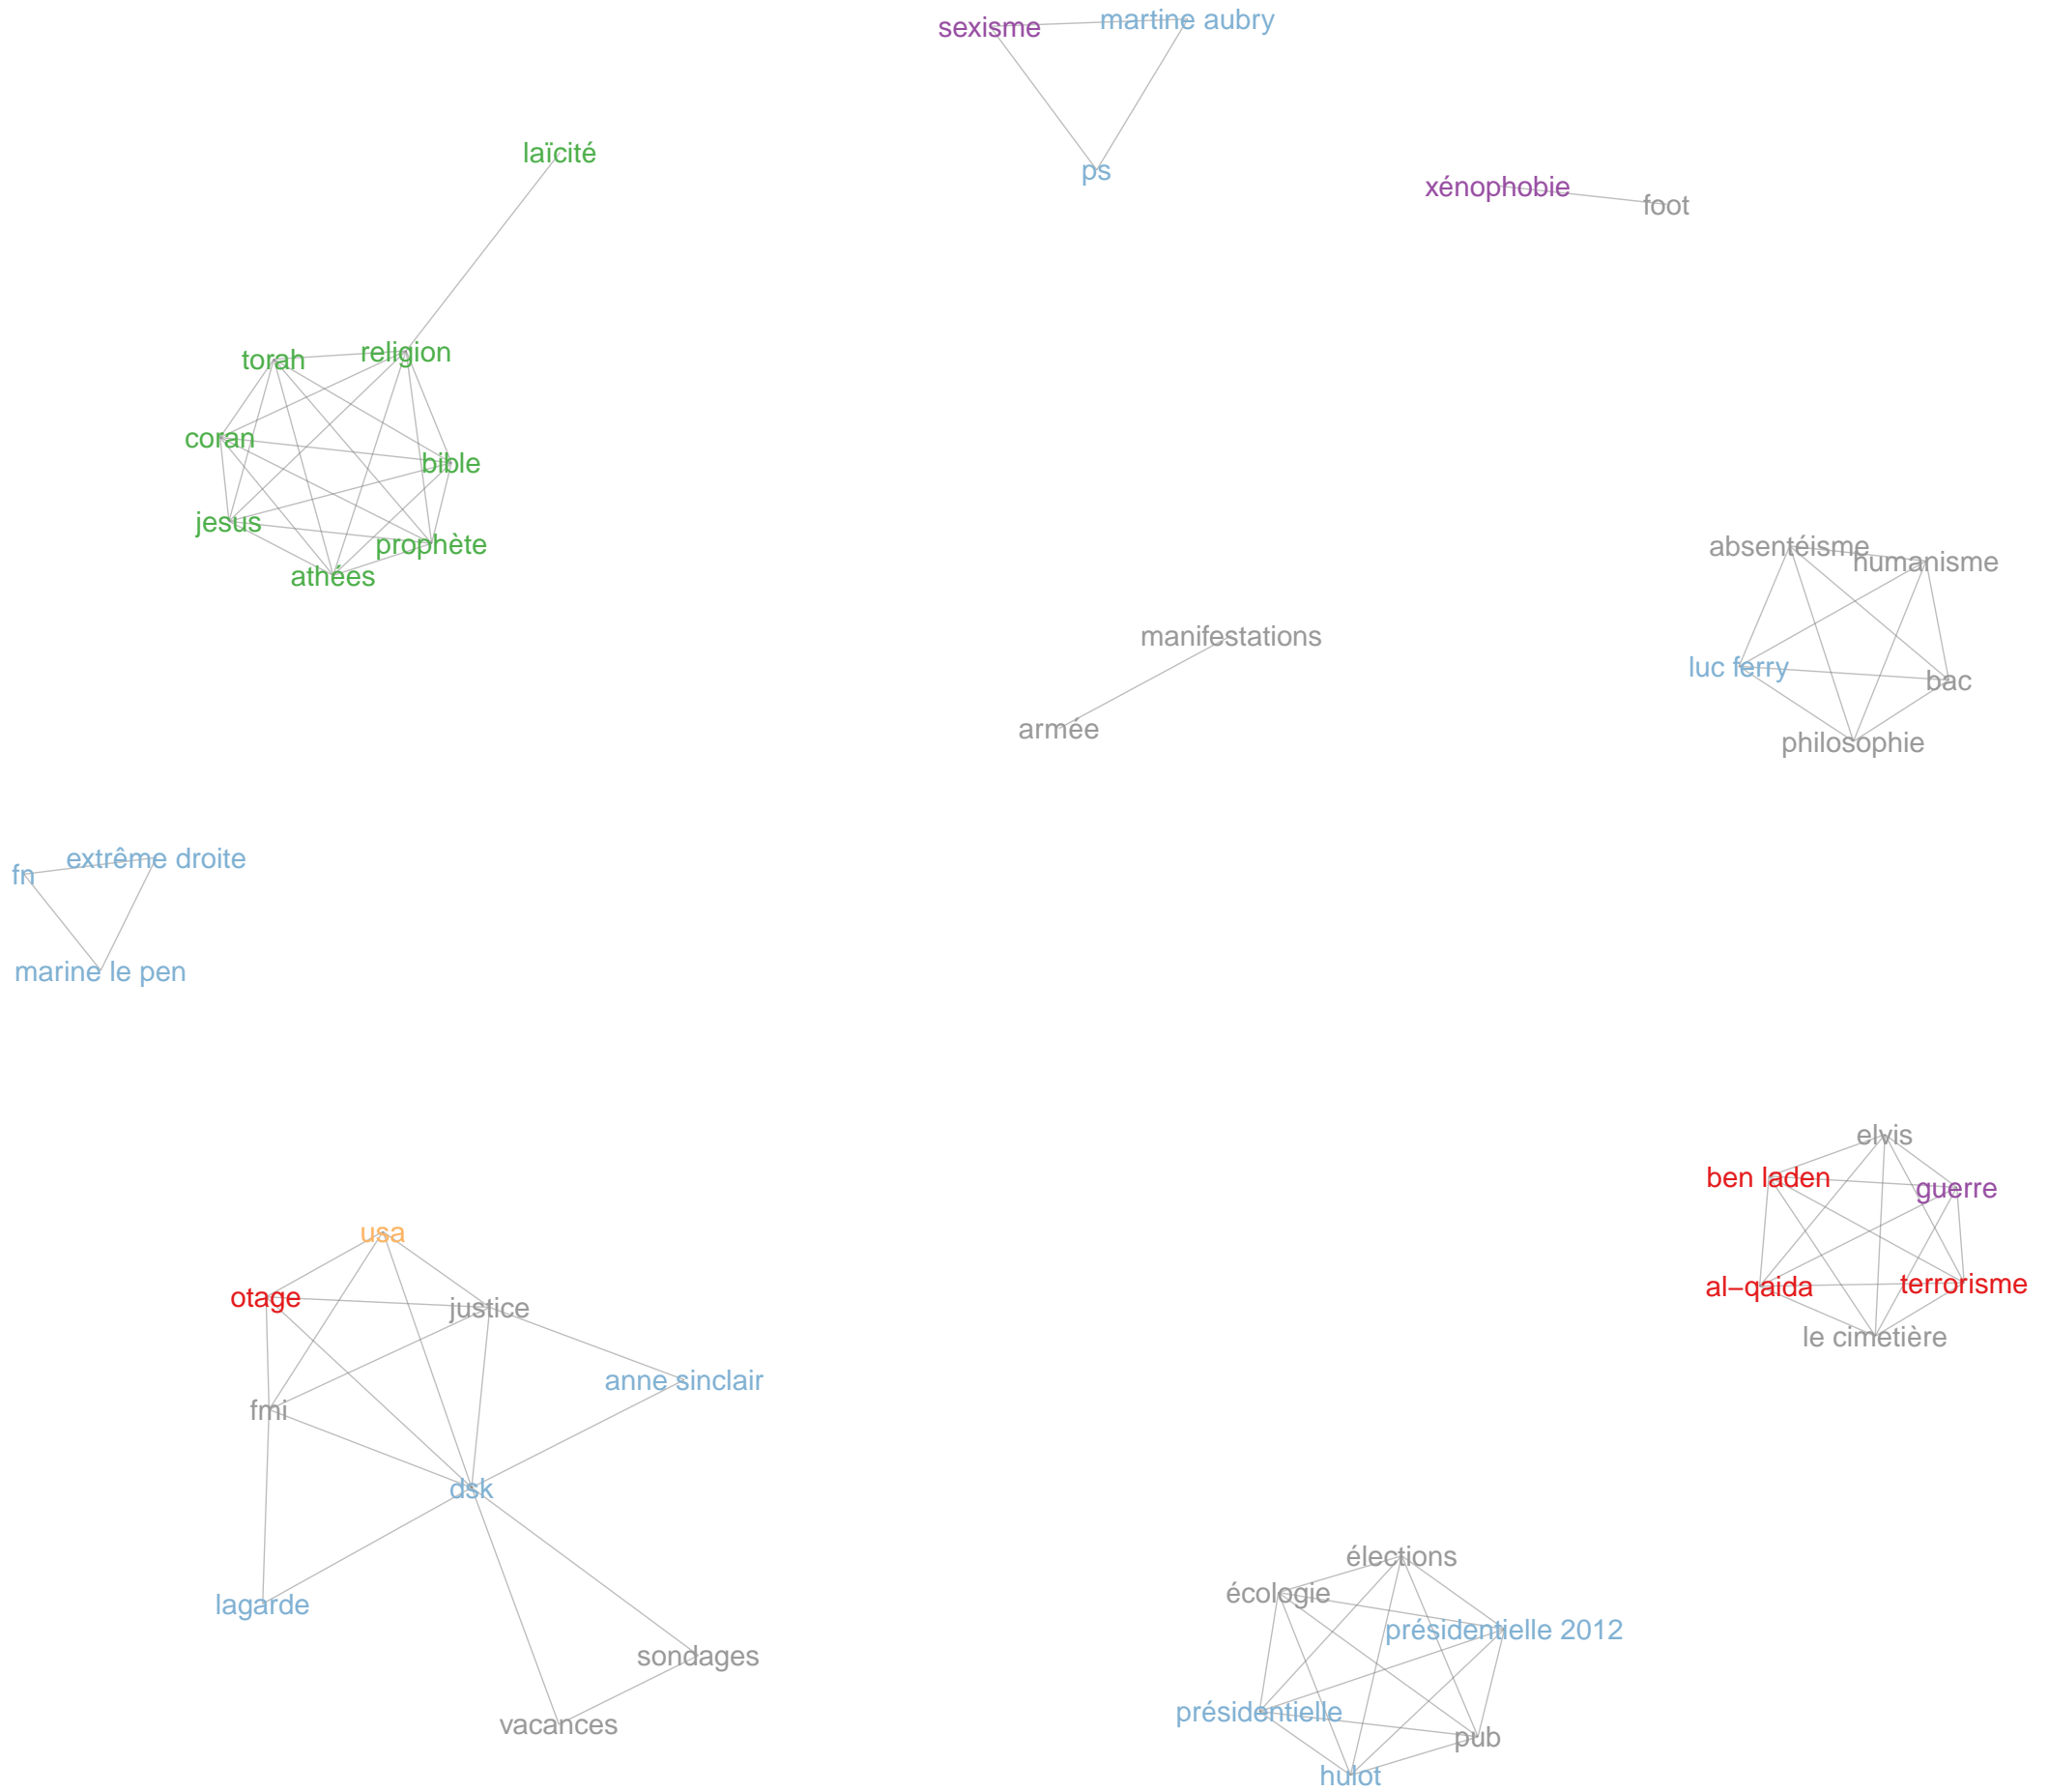 martine aubry
sexisme
laïcité
ps
xénophobie
foot
religion
torah
coran
bible
jesus
prophète
athées
absentéisme
humanisme
manifestations
luc ferry
bac
armée
philosophie
extrême droite
fn
marine le pen
elvis
ben laden
guerre
usa
terrorisme
al−qaida
otage
justice
le cimetière
anne sinclair
fmi
dsk
élections
écologie
lagarde
présidentielle 2012
sondages
présidentielle
vacances
pub
hulot